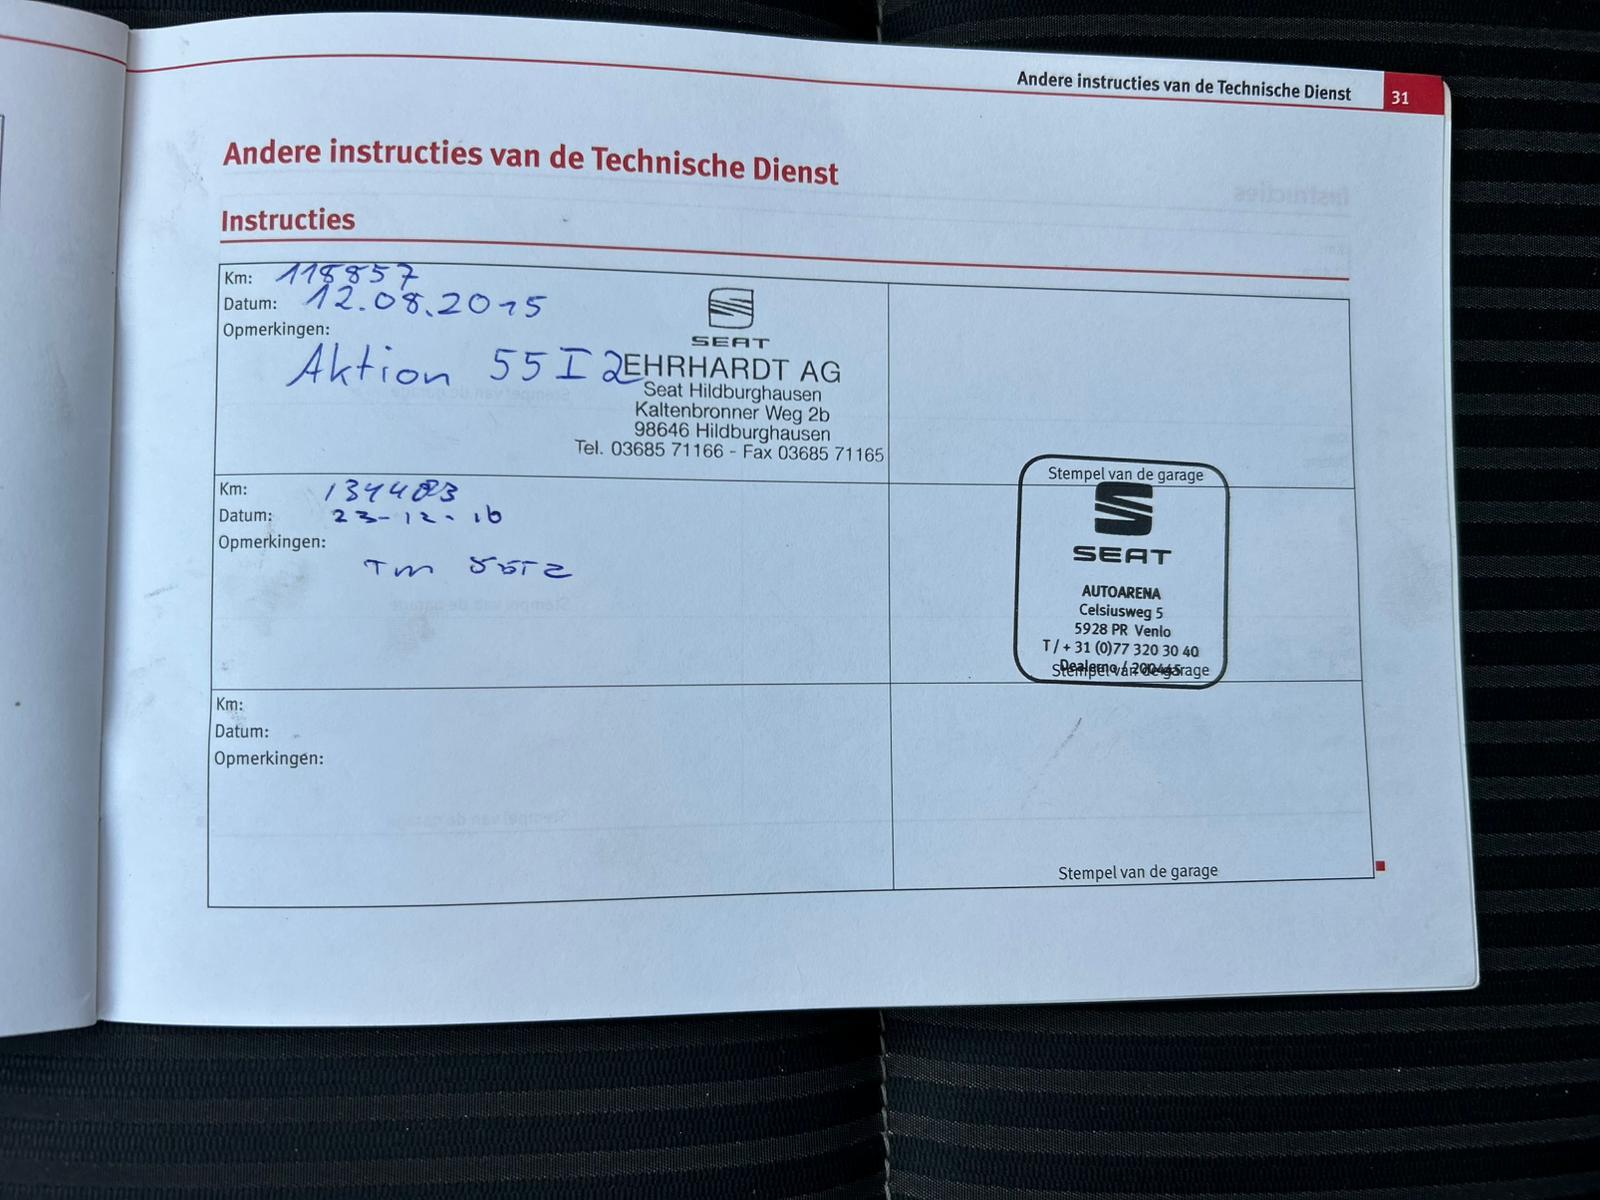 Andere instructies van de Technische Dienst 31
Andere instructies van de Technische Dienst
Instructies
Km: 118857
Datum: 12.08.2015
Opmerkingen:
Aktion 55I2
SEAT
EHRHARDT AG
Seat Hildburghausen
Kaltenbronner Weg 2b
98646 Hildburghausen
Tel. 03685 71166 - Fax 03685 71165
Stempel van de garage
Km:
Datum: 23-12-16
Opmerkingen:
SEAT
AUTOARENA
Celsiusweg 5
5928 PR Venlo
T / + 31 (0)77 320 30 40
Stempel van de garage
Km:
Datum:
Opmerkingen:
Stempel van de garage